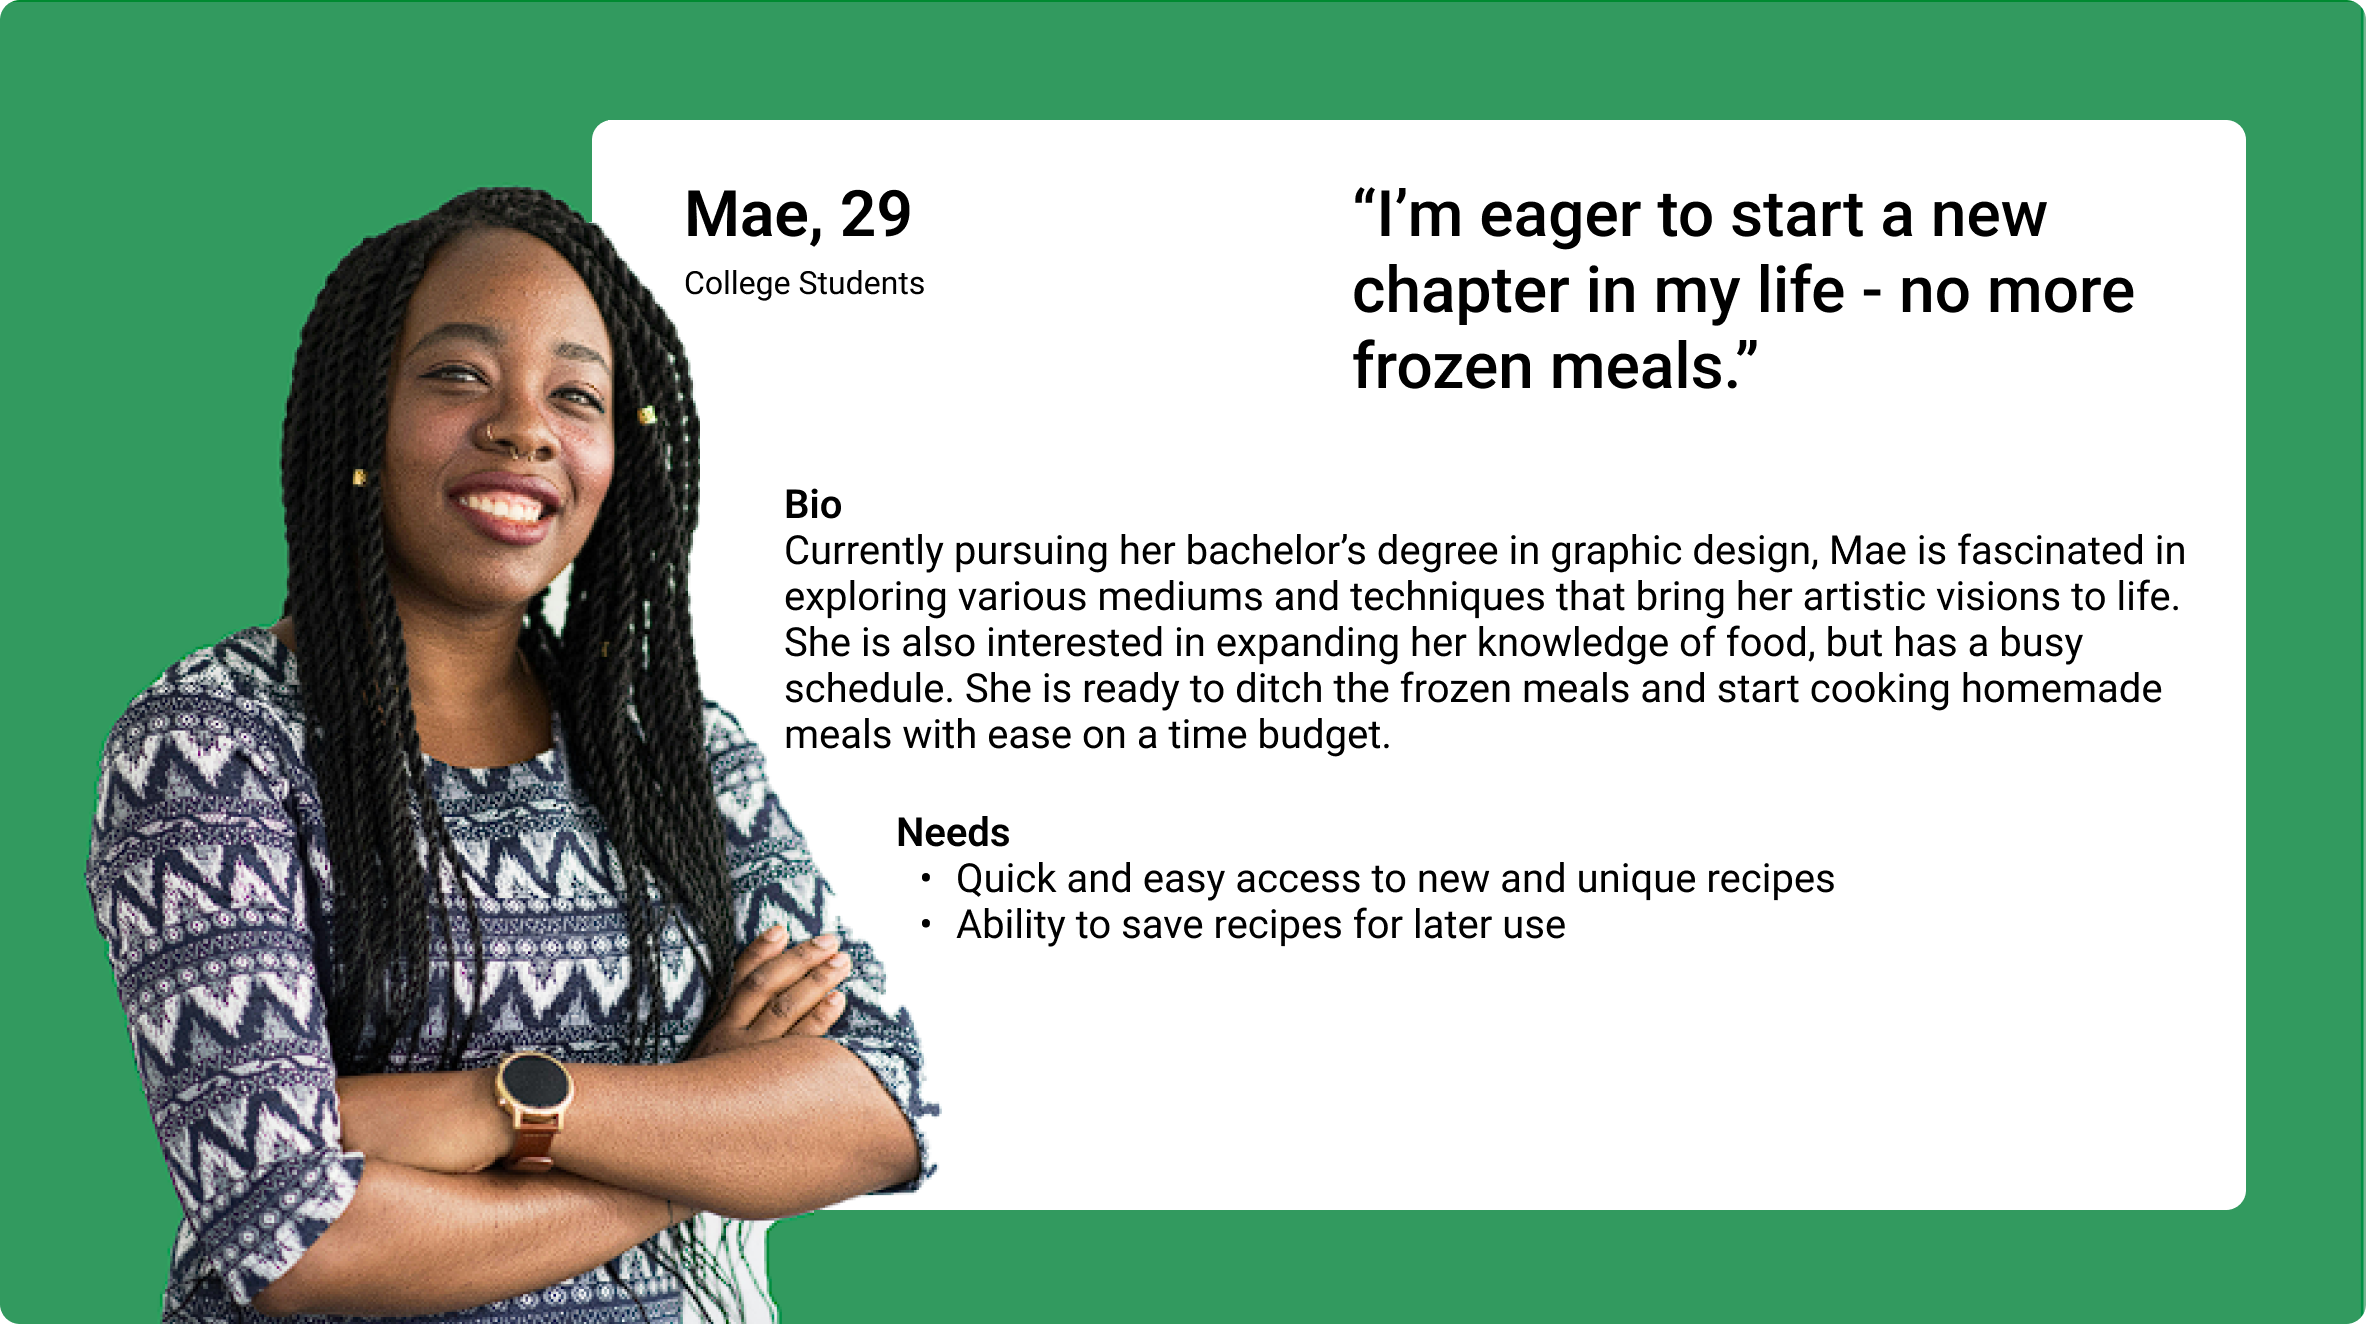 Mae, 29
College Students
“I’m eager to start a new
chapter in my life - no more
frozen meals.”
Bio
Currently pursuing her bachelor’s degree in graphic design, Mae is fascinated in
exploring various mediums and techniques that bring her artistic visions to life.
She is also interested in expanding her knowledge of food, but has a busy
schedule. She is ready to ditch the frozen meals and start cooking homemade
meals with ease on a time budget.
Needs
• Quick and easy access to new and unique recipes
• Ability to save recipes for later use